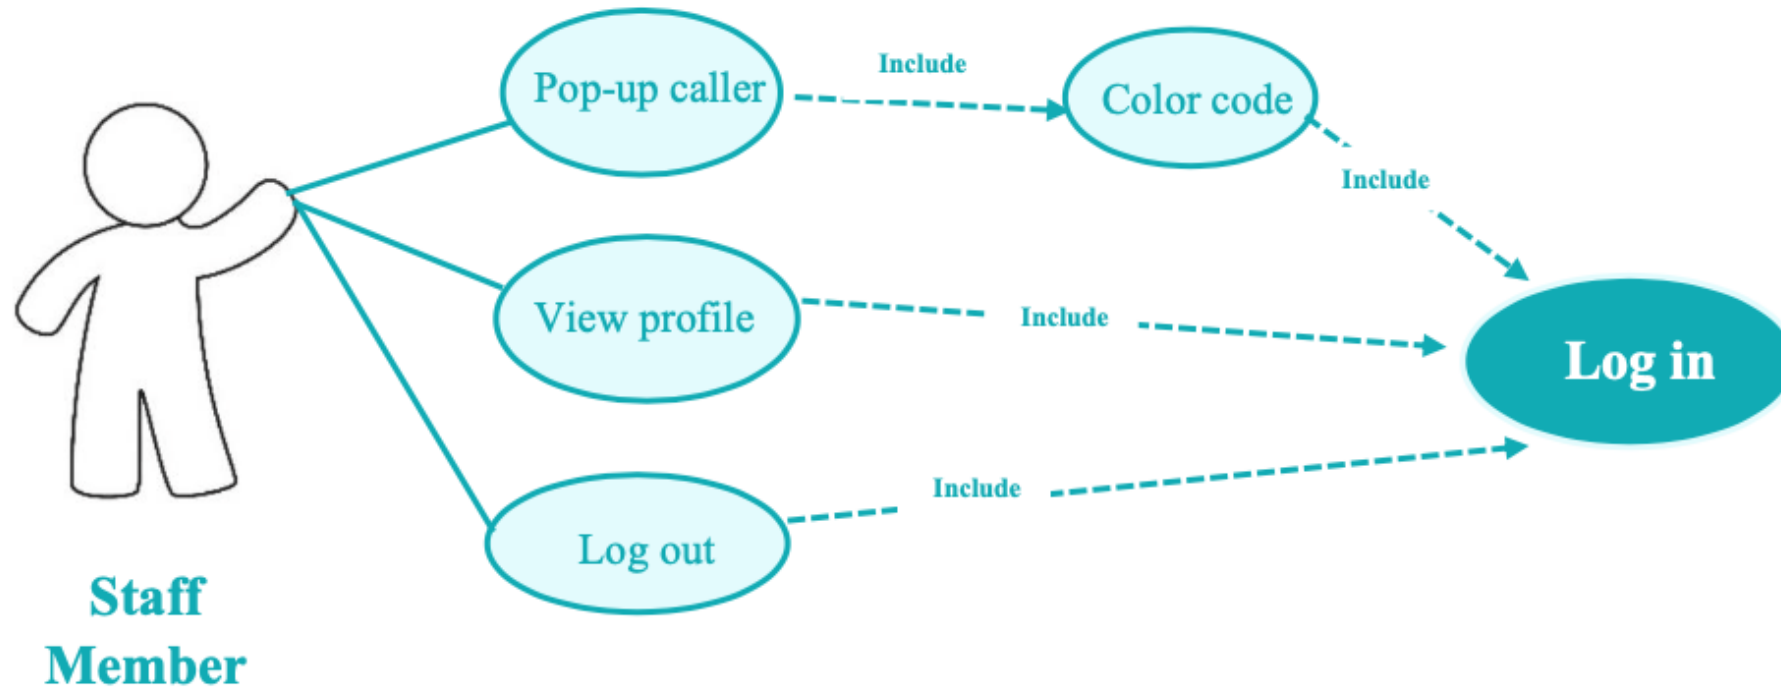 Pop-up caller
Include
Color code
Include
View profile
Include
Log in
Include
Log out
Staff
Member